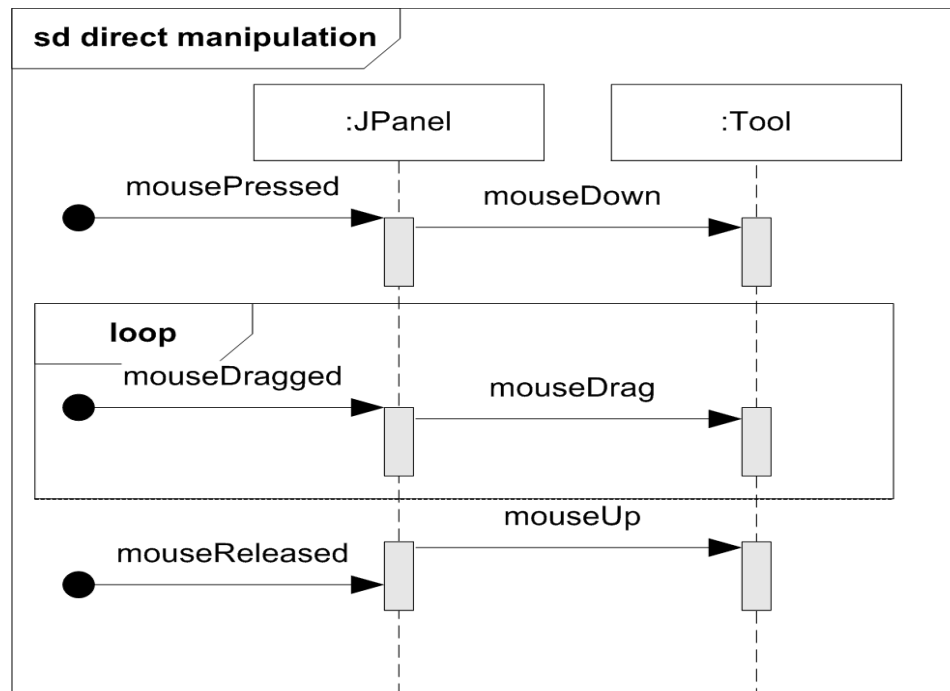 sd direct manipulation
:JPanel
:Tool
mousePressed
mouseDown
loop
mouseDragged
mouseDrag
mouseUp
mouseReleased